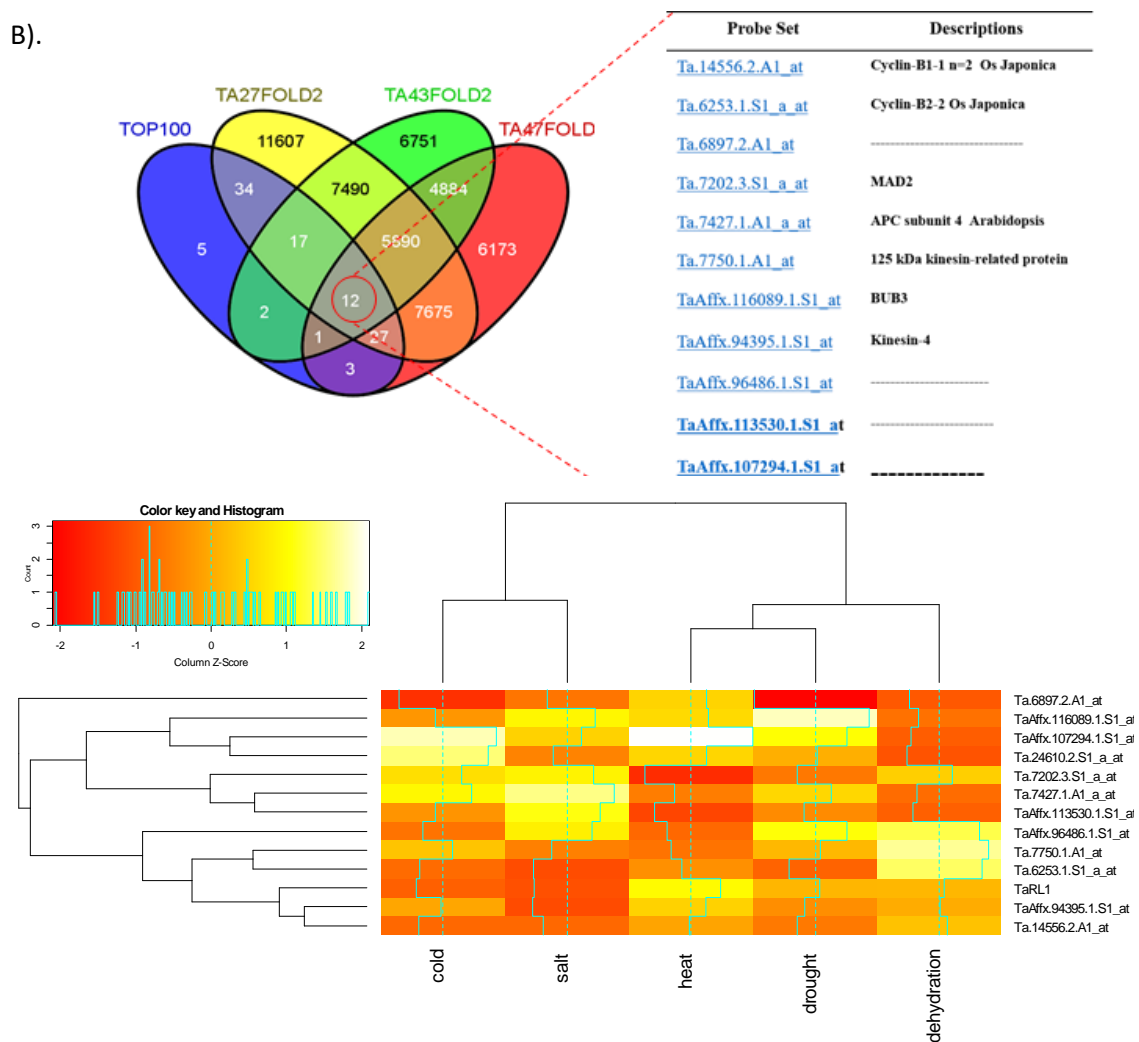 B).
TA27FOLD2 TA43FOLD2
TOP100 TA47FOLD
11607 6751
34 7490 4884
5 17 5590 6173
2 12 7675
1 27
3
Probe Set Descriptions
Ta.14556.2.A1_at Cyclin-B1-1 n=2 Os Japonica
Ta.6253.1.S1_a_at Cyclin-B2-2 Os Japonica
Ta.6897.2.A1_at ------------------------------
Ta.7202.3.S1_a_at MAD2
Ta.7427.1.A1_a_at APC subunit 4 Arabidopsis
Ta.7750.1.A1_at 125 kDa kinesin-related protein
TaAffx.116089.1.S1_at BUB3
TaAffx.94395.1.S1_at Kinesin-4
TaAffx.96486.1.S1_at -----------------------
TaAffx.113530.1.S1_at ------------------------
TaAffx.107294.1.S1_at -------------
Color key and Histogram
Count
0 1 2 3
-2 -1 0 1 2
Column Z-Score
Ta.6897.2.A1_at
TaAffx.116089.1.S1_at
TaAffx.107294.1.S1_at
Ta.24610.2.S1_a_at
Ta.7202.3.S1_a_at
Ta.7427.1.A1_a_at
TaAffx.113530.1.S1_at
TaAffx.96486.1.S1_at
Ta.7750.1.A1_at
Ta.6253.1.S1_a_at
TaRL1
TaAffx.94395.1.S1_at
Ta.14556.2.A1_at
cold
salt
heat
drought
dehydration